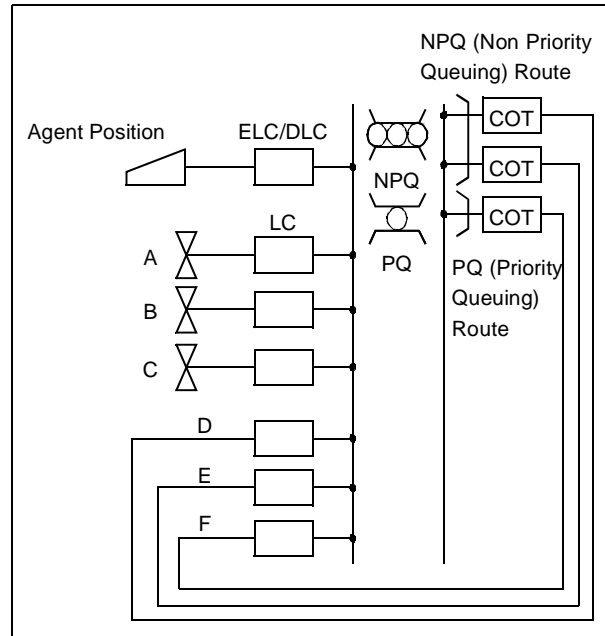 NPQ (Non Priority
Queuing) Route
COT
Agent Position
ELC/DLC
COT
NPQ
COT
LC
A
PQ
PQ (Priority
Queuing)
Route
B
C
D
E
F